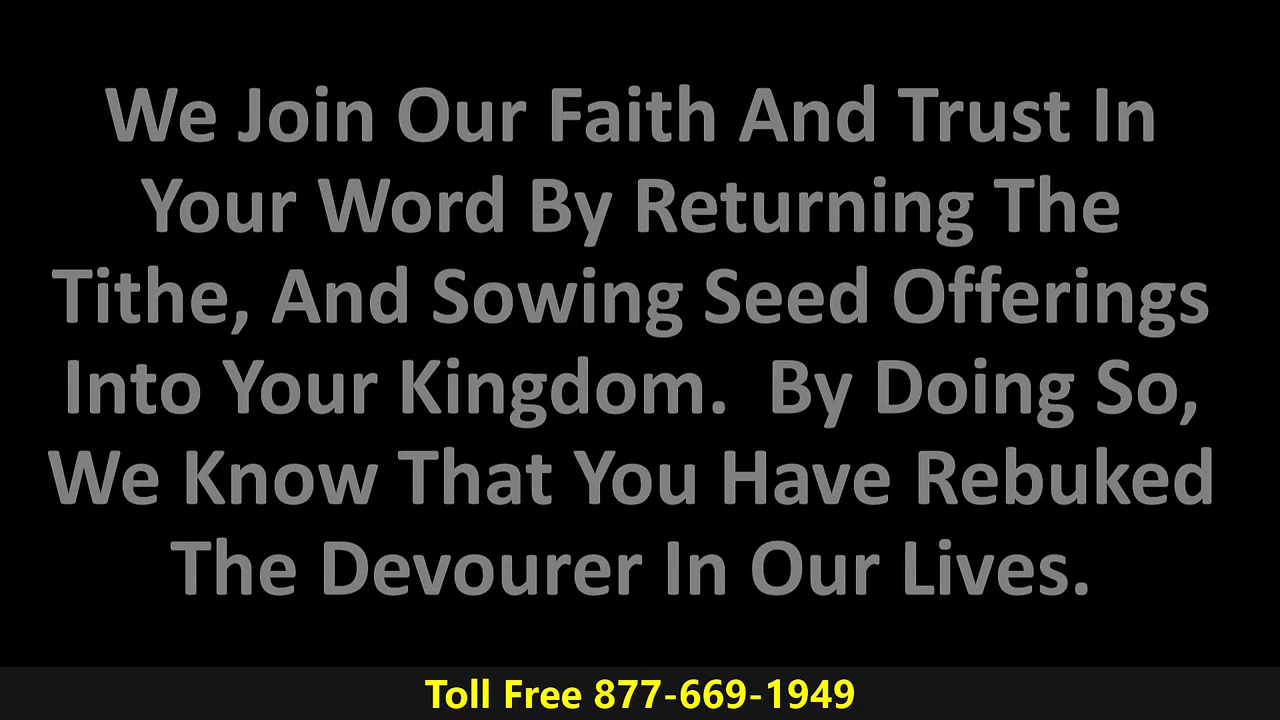 We Join Our Faith And Trust In
Your Word By Returning The
Tithe, And Sowing Seed Offerings
Into Your Kingdom.  By Doing So,
We Know That You Have Rebuked
The Devourer In Our Lives.
Toll Free 877-669-1949